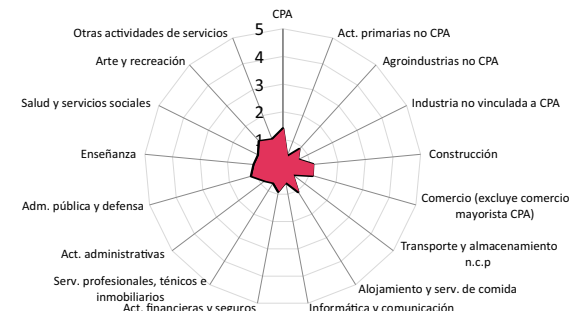 CPA
5
4
3
2
1
Act. primarias no CPA
Agroindustrias no CPA
Industria no vinculada a CPA
Construcción
Comercio (excluye comercio
mayorista CPA)
Transporte y almacenamiento
n.c.p
Alojamiento y serv. de comida
Informática y comunicación
Act. financieras y seguros
Serv. profesionales, ténicos e
inmobiliarios
Act. administrativas
Adm. pública y defensa
Enseñanza
Salud y servicios sociales
Arte y recreación
Otras actividades de servicios